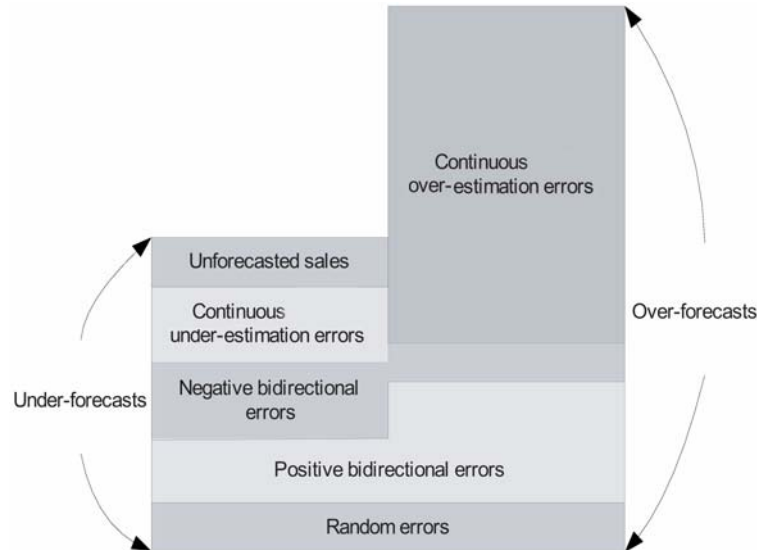 Continuous
over-estimation errors
Unforecasted sales
Continuous
under-estimation errors
Over-forecasts
Under-forecasts
Negative bidirectional
errors
Positive bidirectional errors
Random errors